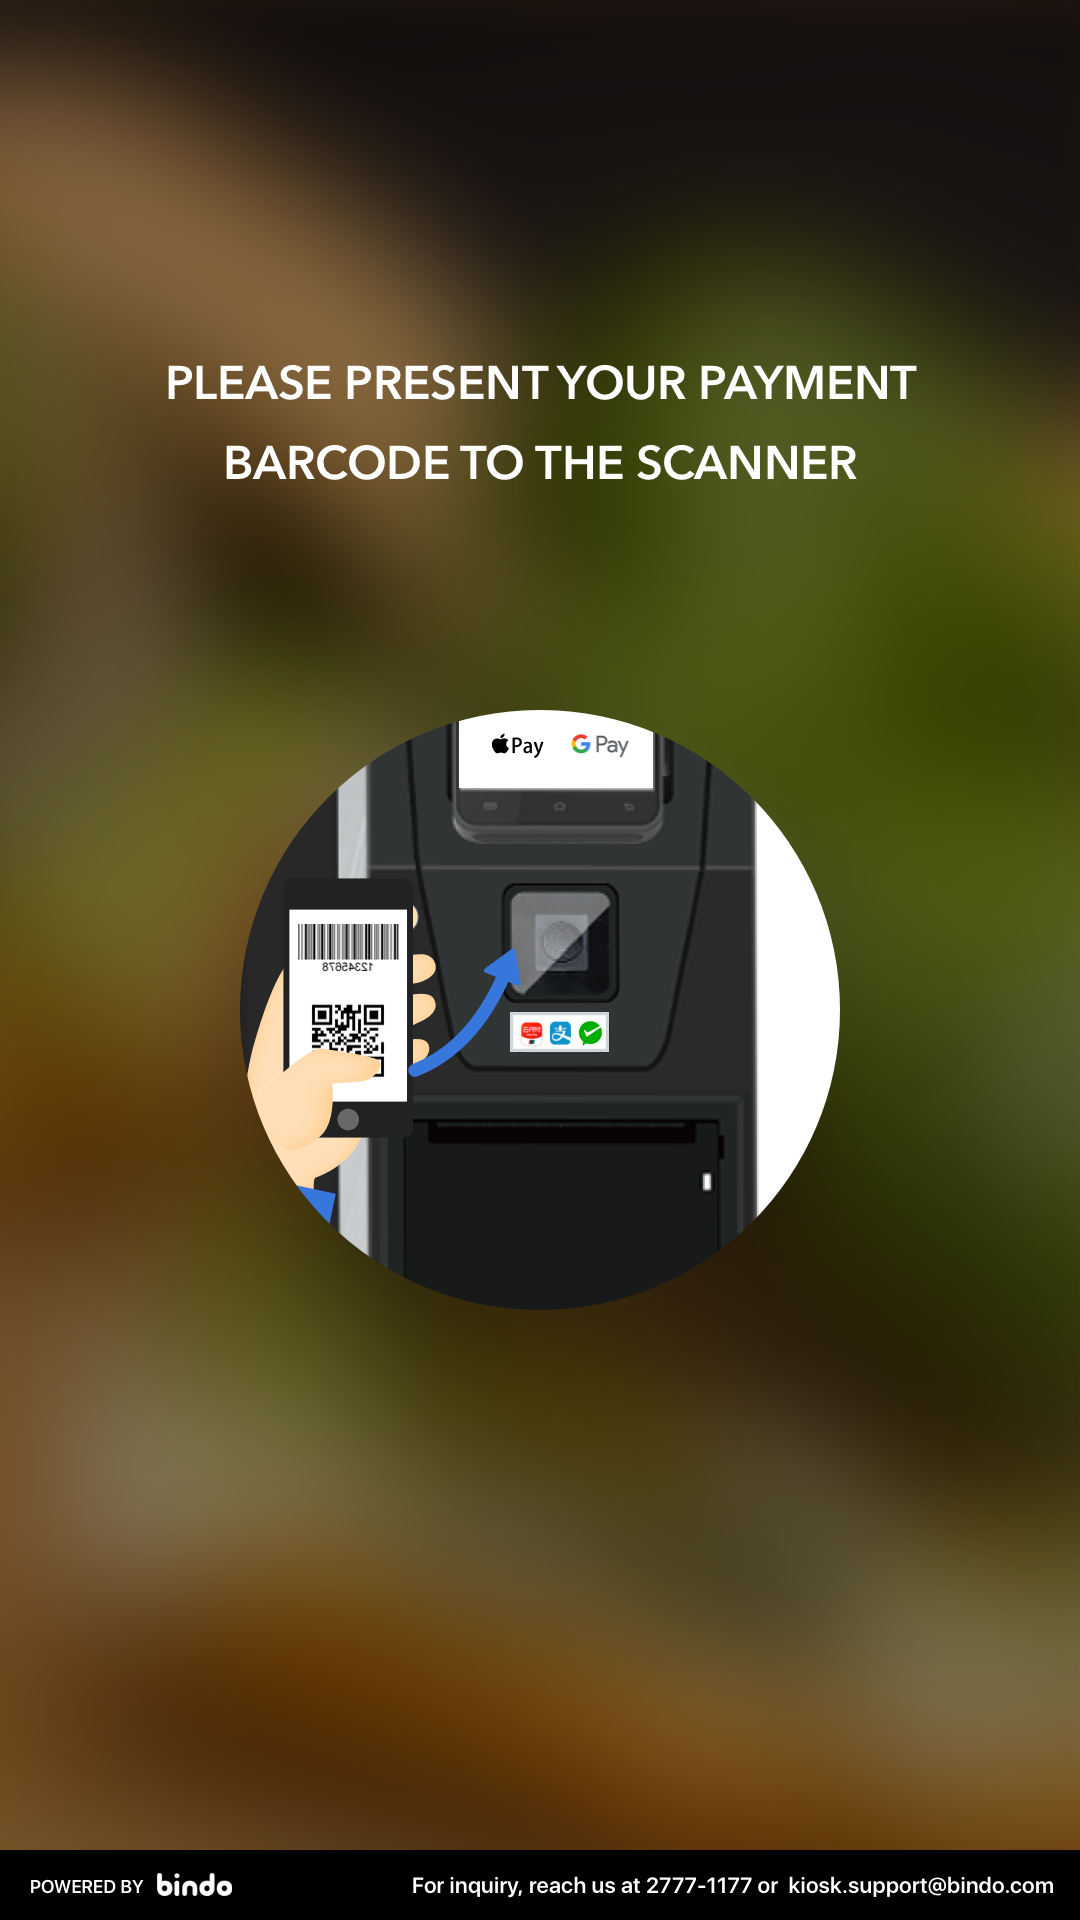 PLEASE PRESENT YOUR PAYMENT
BARCODE TO THE SCANNER
Pay G Pay
12345678
支
POWERED BY bindo
For inquiry, reach us at 2777-1177 or kiosk.support@bindo.com